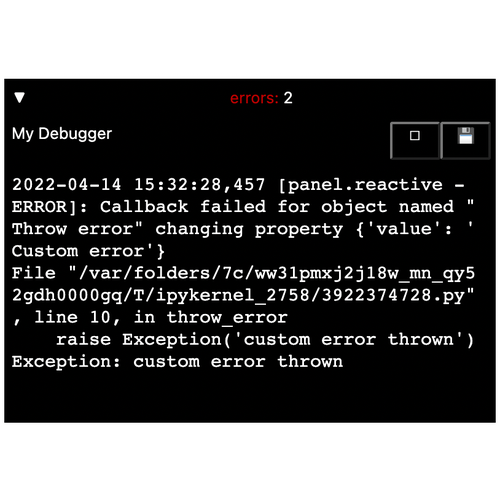 ▼ errors: 2
My Debugger
2022-04-14 15:32:28,457 [panel.reactive -
ERROR]: Callback failed for object named "
Throw error" changing property {'value': '
Custom error'}
File "/var/folders/7c/ww31pmxj2j18w_mn_qy5
2gdh0000gq/T/ipykernel_2758/3922374728.py"
, line 10, in throw_error
    raise Exception('custom error thrown')
Exception: custom error thrown